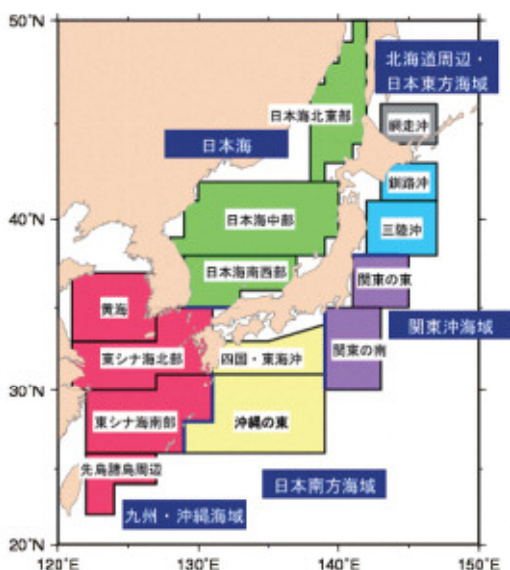 50°N
北海道周辺・
日本東方海域
日本海北東部
網走沖
日本海
釧路沖
40°N
日本海中部
三陸沖
日本海南西部
関東の東
黄海
関東沖海域
東シナ海北部
四国・東海沖
関東の南
30°N
東シナ海南部
沖縄の東
先島諸島周辺
日本南方海域
九州・沖縄海域
20°N
120°E
130°E
140°E
150°E